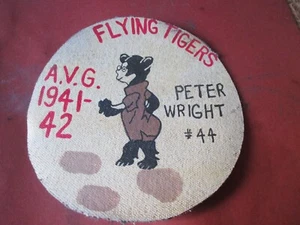 FLYING TIGERS
A.V.G.
1941-
42
PETER
WRIGHT
#44